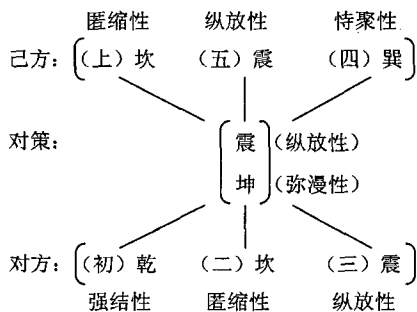 匿缩性 纵放性 恃聚性
己方：（上）坎 （五）震 （四）巽
对策： 震（纵放性）
坤（弥漫性）
对方：（初）乾 （二）坎 （三）震
强结性 匿缩性 纵放性